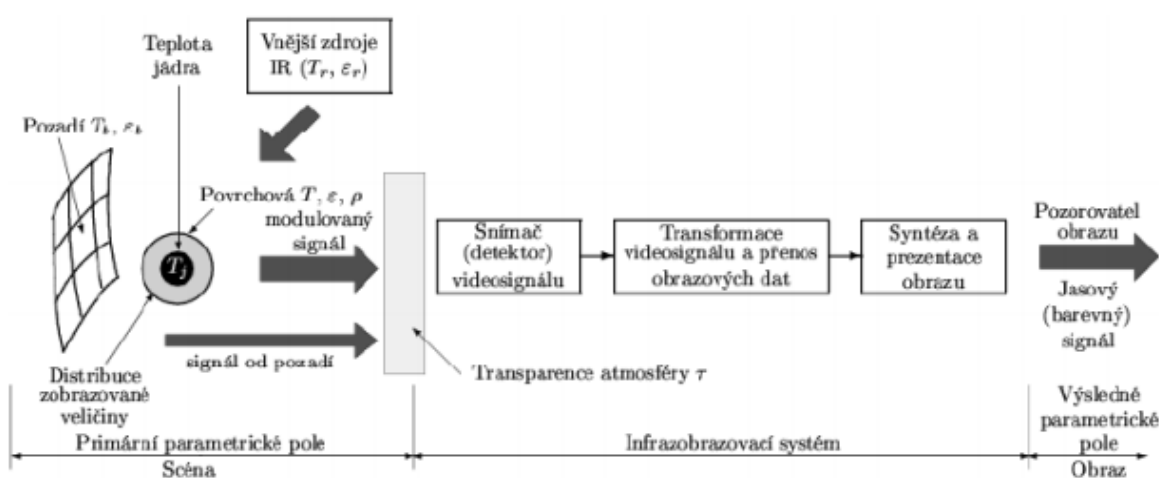 Teplota
jádra
Vnější zdroje
IR (Tr, εr)
Pozadí Tk, εk
Povrchová T, ε, ρ
modulovaný
signál
Tj
signál od pozadí
Distribuce
zobrazované
veličiny
Transparence atmosféry τ
Snímač
(detektor)
videosignálu
Transformace
videosignálu a přenos
obrazových dat
Syntéza a
prezentace
obrazu
Pozorovatel
obrazu
Jasový
(barevný)
signál
Primární parametrické pole
Scéna
Infrazobrazovací systém
Výsledné
parametrické
pole
Obraz